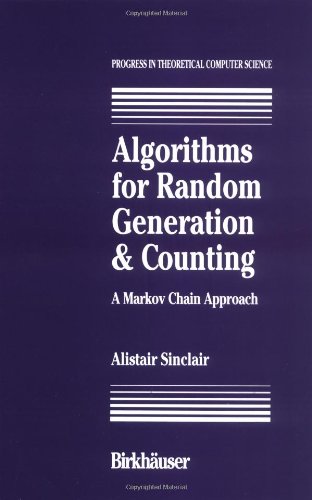 PROGRESS IN THEORETICAL COMPUTER SCIENCE
Algorithms
for Random
Generation
& Counting
A Markov Chain Approach
Alistair Sinclair
Birkhäuser